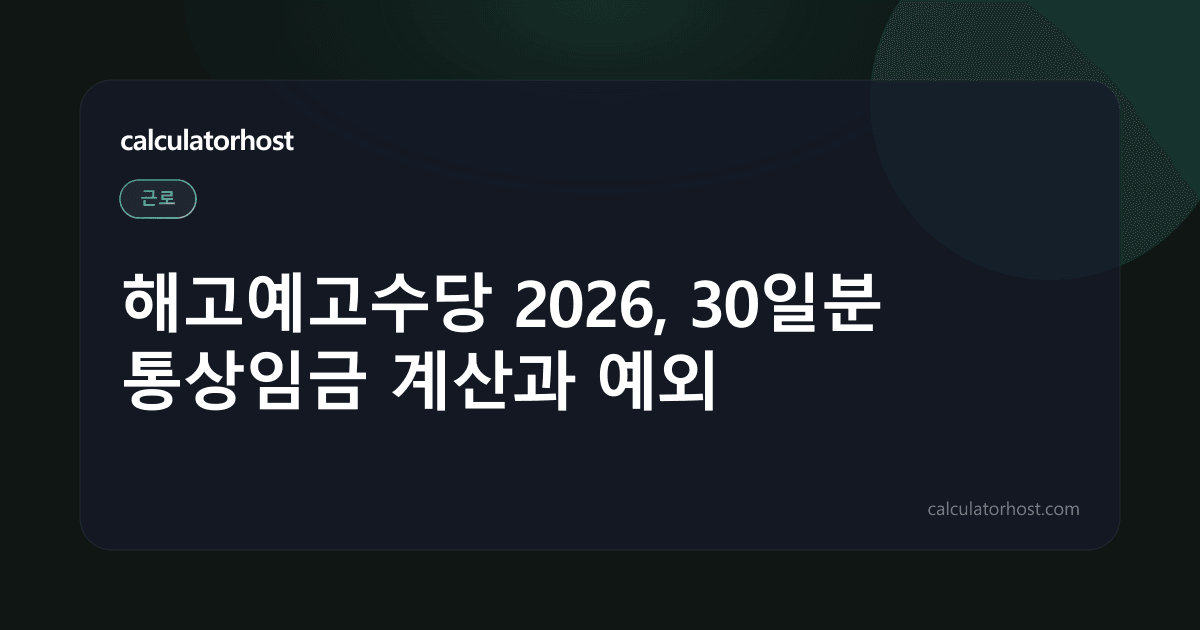 calculatorhost
근로
해고예고수당 2026, 30일분
통상임금 계산과 예외
calculatorhost.com